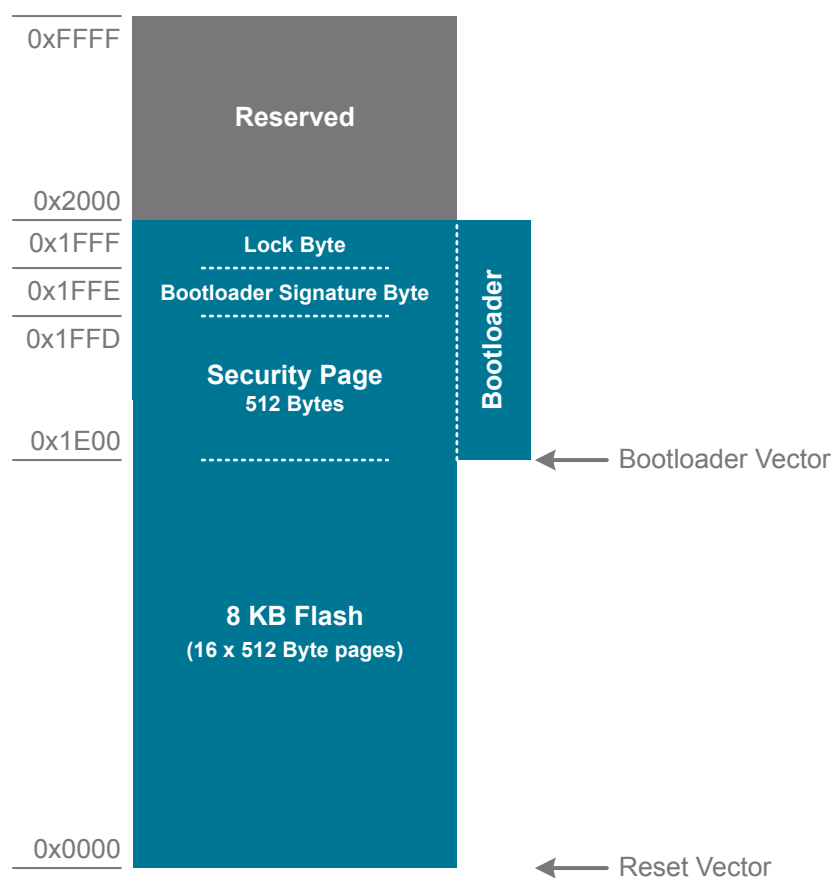 0xFFFF
Reserved
0x2000
0x1FFF
Lock Byte
0x1FFE
Bootloader Signature Byte
0x1FFD
Security Page
512 Bytes
Bootloader
0x1E00
Bootloader Vector
8 KB Flash
(16 x 512 Byte pages)
0x0000
Reset Vector